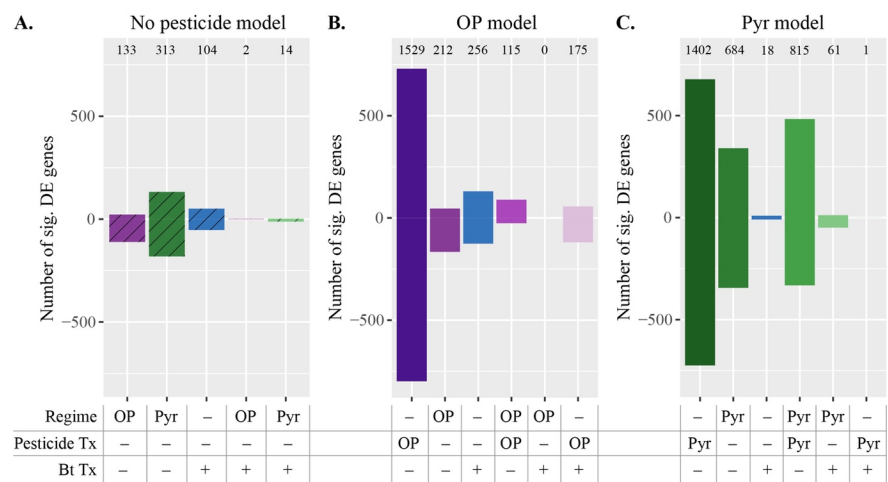 A. No pesticide model
133 313 104 2 14
Number of sig. DE genes
500
0
−500
B. OP model
1529 212 256 115 0 175
Number of sig. DE genes
500
0
−500
C. Pyr model
1402 684 18 815 61 1
Number of sig. DE genes
500
0
−500
Regime OP Pyr – OP Pyr – OP – OP OP – – Pyr – Pyr Pyr –
Pesticide Tx – – – – – OP – – OP – OP Pyr – – Pyr – Pyr
Bt Tx – – + + + – – + – + + – – + – + +